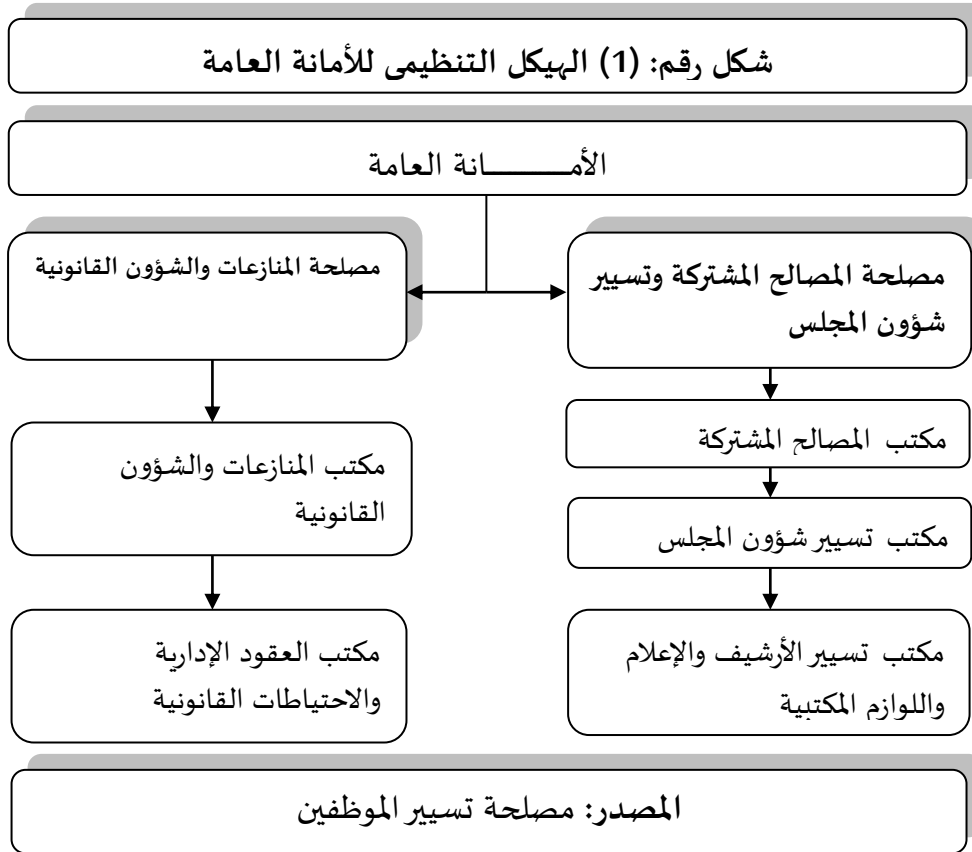 شكل رقم: (1) الهيكل التنظيمي للأمانة العامة
الأمـــــــــانة العامة
مصلحة المصالح المشتركة وتسيير
شؤون المجلس
مكتب المصالح المشتركة
مكتب تسيير شؤون المجلس
مكتب تسيير الأرشيف والإعلام
واللوازم المكتبية
مصلحة المنازعات والشؤون القانونية
مكتب المنازعات والشؤون
القانونية
مكتب العقود الإدارية
والاحتياطات القانونية
المصدر: مصلحة تسيير الموظفين